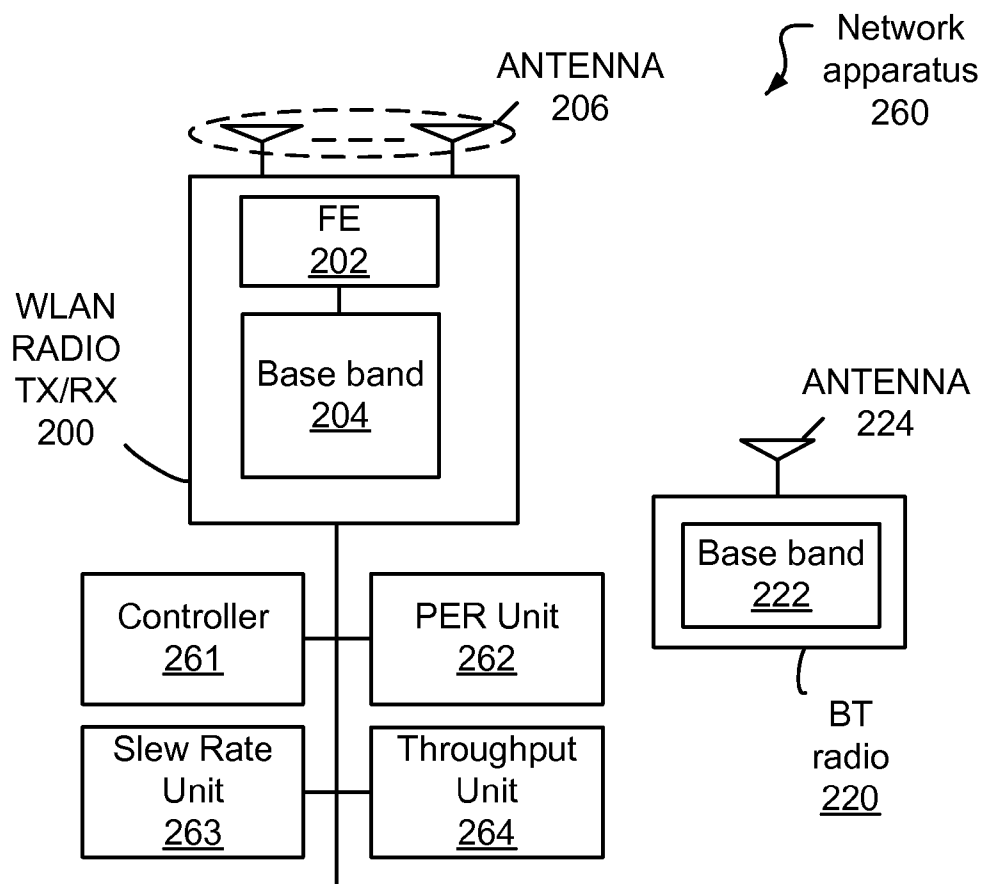 Network
apparatus
260
ANTENNA
206
FE
202
WLAN
RADIO
TX/RX
200
Base band
204
ANTENNA
224
Base band
222
BT
radio
220
Controller
261
PER Unit
262
Slew Rate
Unit
263
Throughput
Unit
264